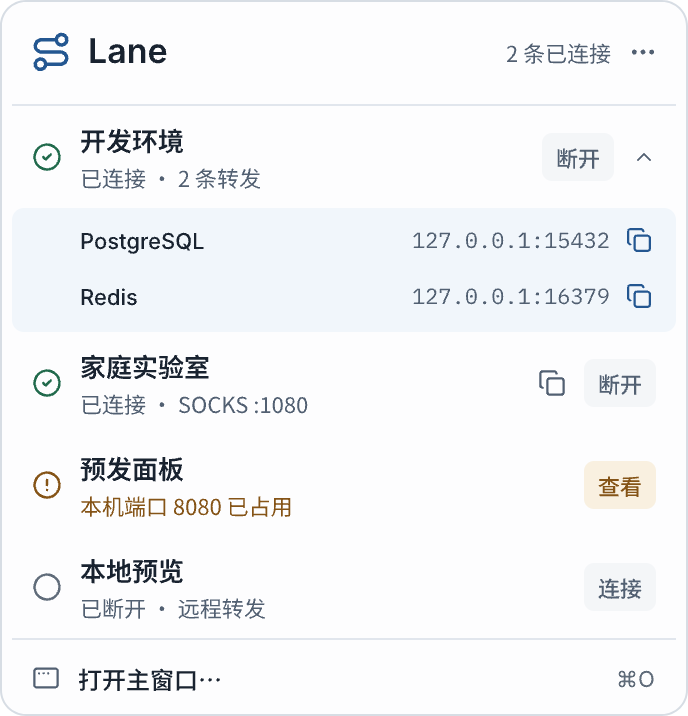 Lane
2 条已连接 ···
开发环境
已连接 · 2 条转发
断开
PostgreSQL
127.0.0.1:15432
Redis
127.0.0.1:16379
家庭实验室
已连接 · SOCKS :1080
断开
预发面板
本机端口 8080 已占用
查看
本地预览
已断开 · 远程转发
连接
打开主窗口…
⌘O